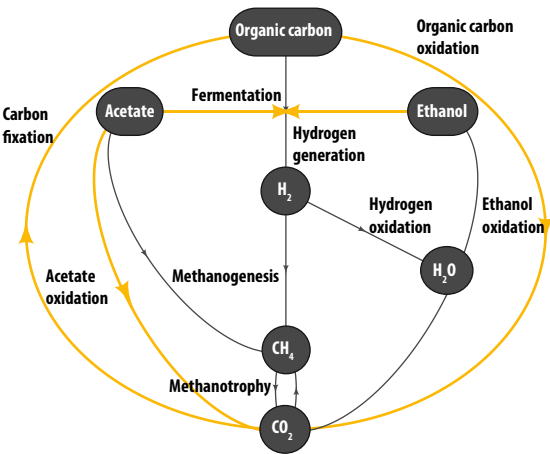 Organic carbon
Organic carbon
oxidation
Fermentation
Carbon
fixation
Acetate
Ethanol
Hydrogen
generation
H2
Hydrogen
oxidation
Ethanol
oxidation
H2O
Acetate
oxidation
Methanogenesis
CH4
Methanotrophy
CO2